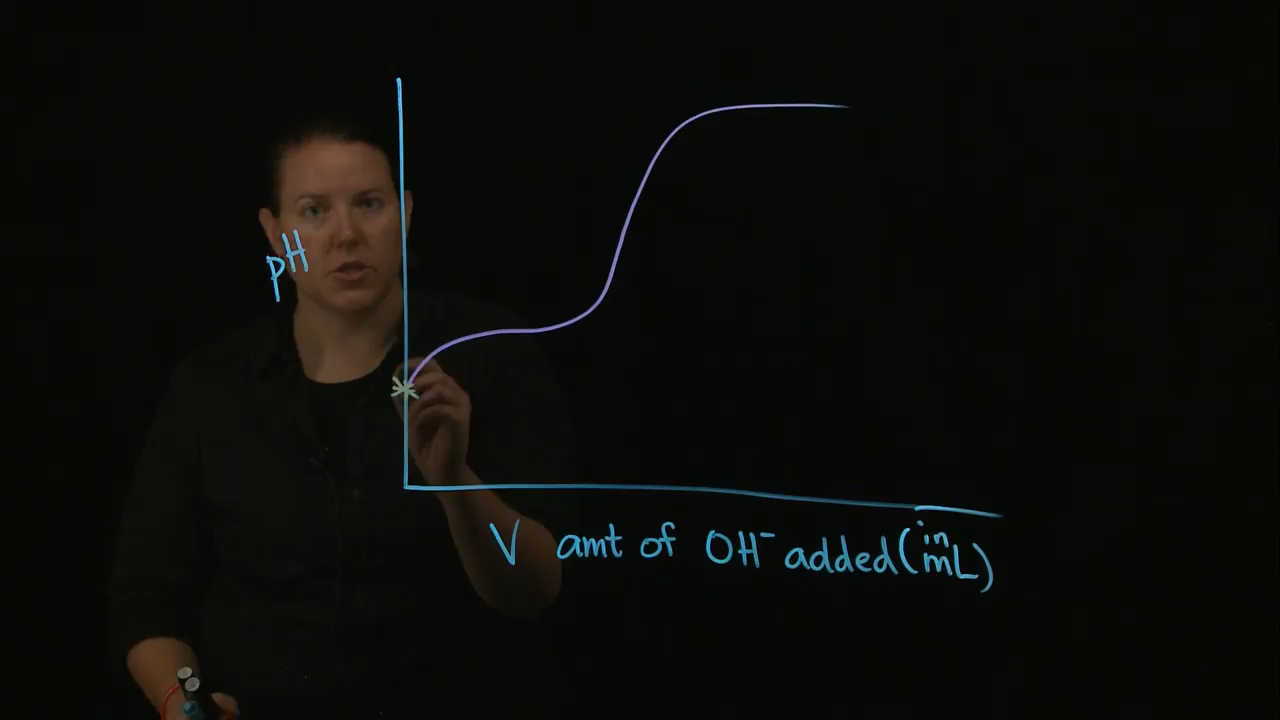 pH
V amt of OH⁻ added (in mL)